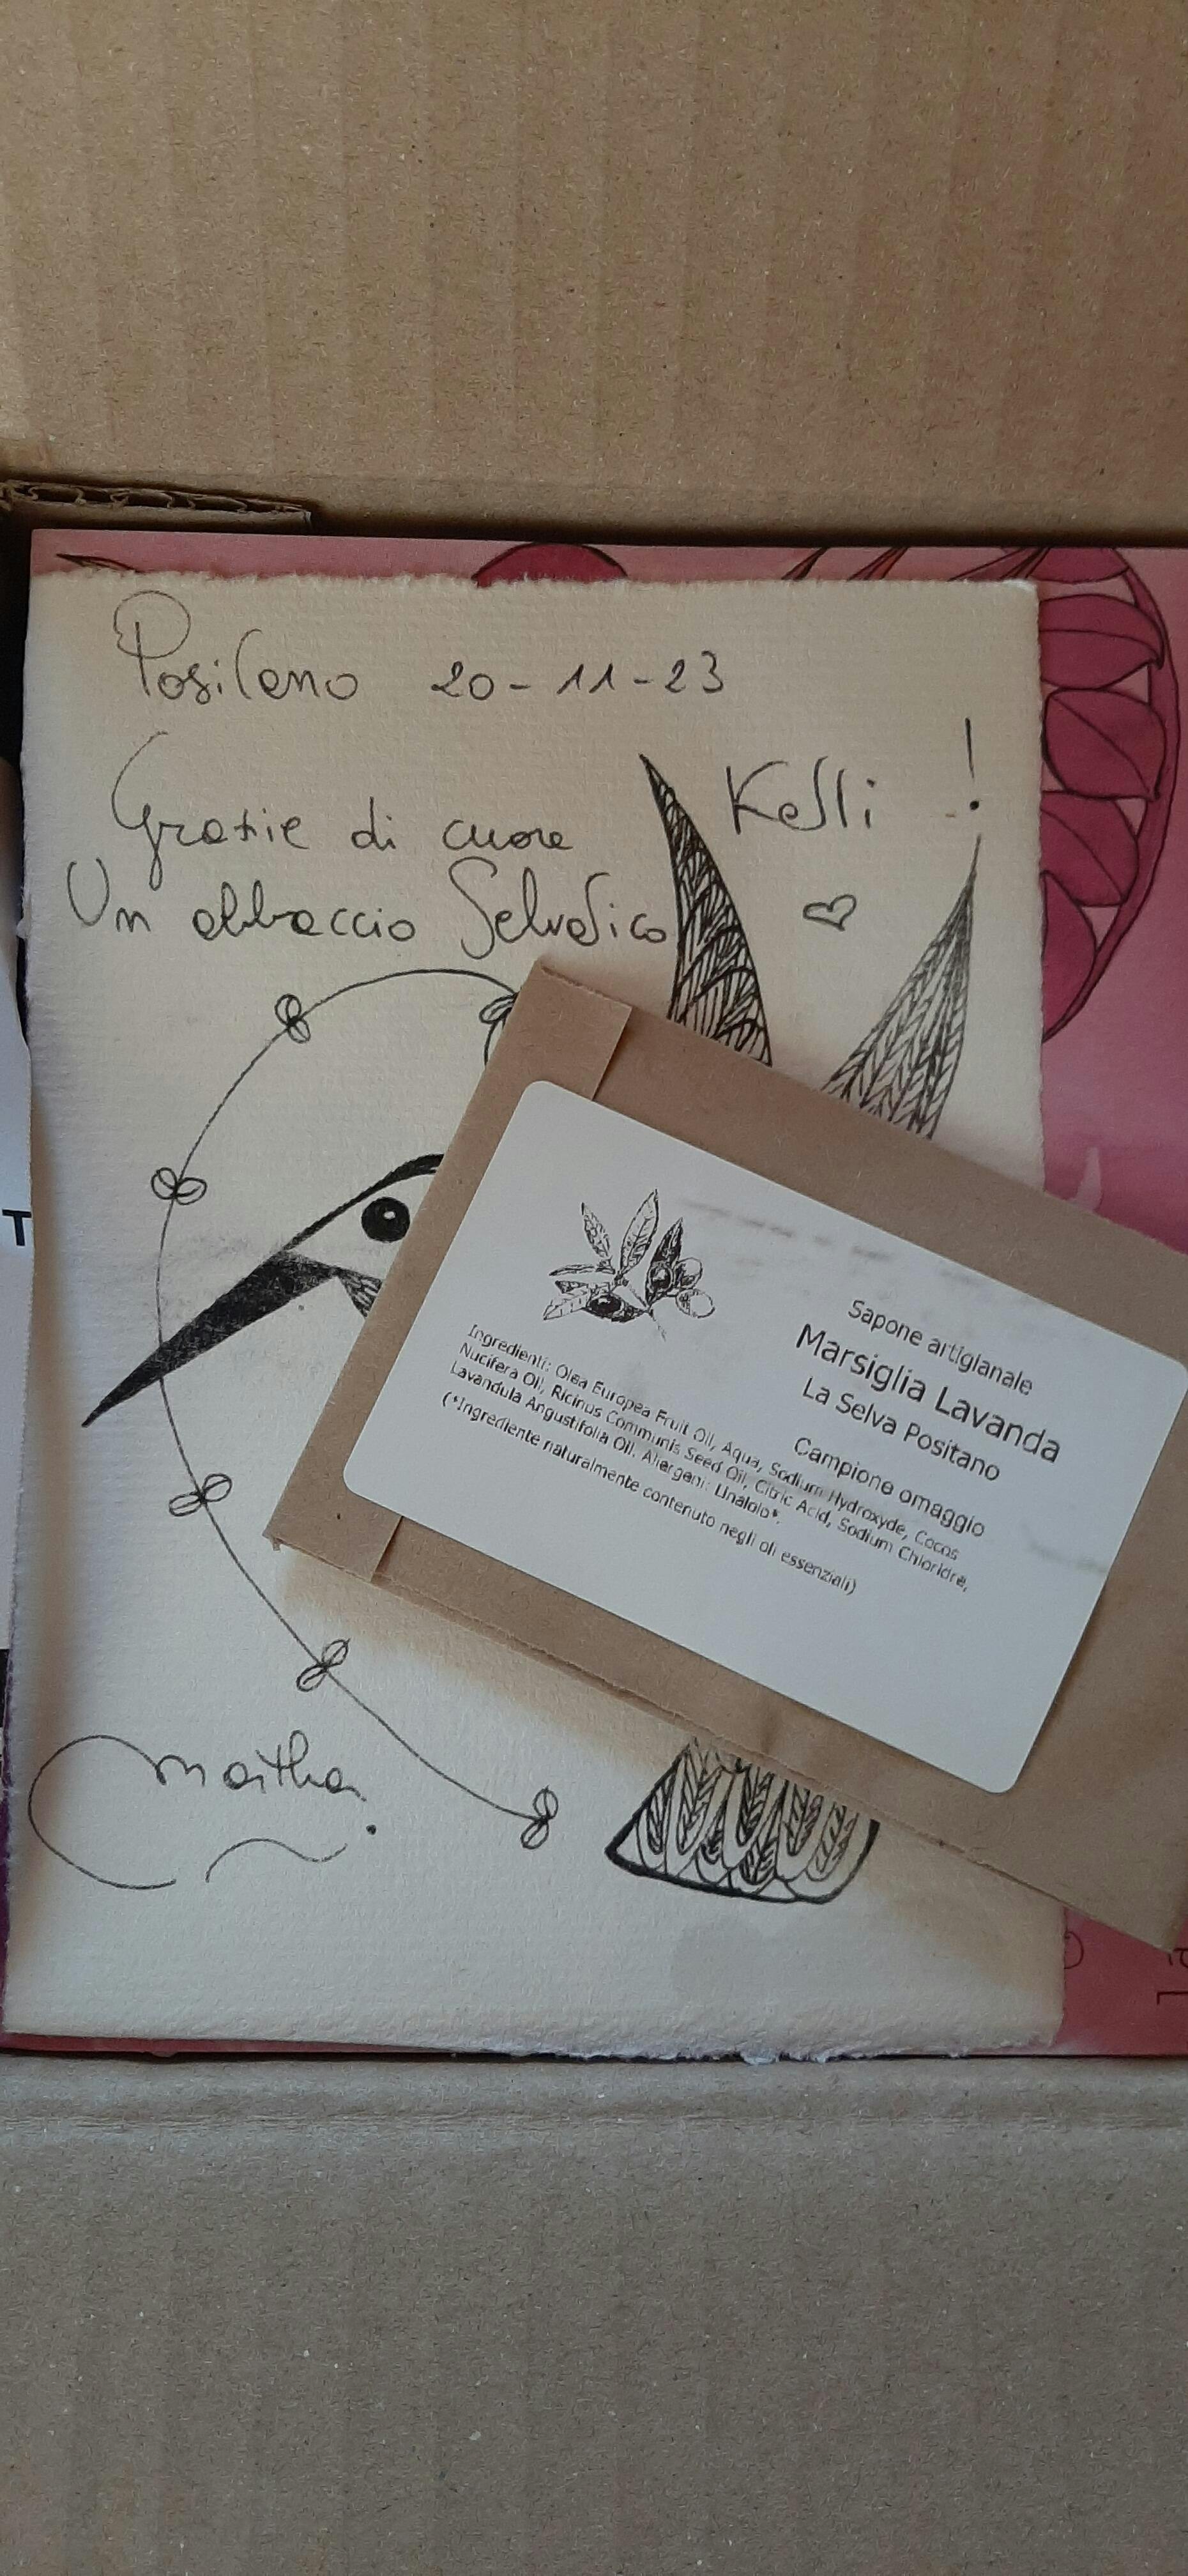 Positano 20-11-23
Grazie di cuore Kelli !
Un abbraccio Selvatico
Sapone artigianale
Marsiglia Lavanda
La Selva Positano
Campione omaggio
Ingredienti: Olea Europea Fruit Oil, Aqua, Sodium Hydroxyde, Cocos
Nucifera Oil, Ricinus Communis Seed Oil, Citric Acid, Sodium Chloridre,
Lavandula Angustifolia Oil. Allergeni: Linalolo*.
(*Ingrediente naturalmente contenuto negli oli essenziali)
T